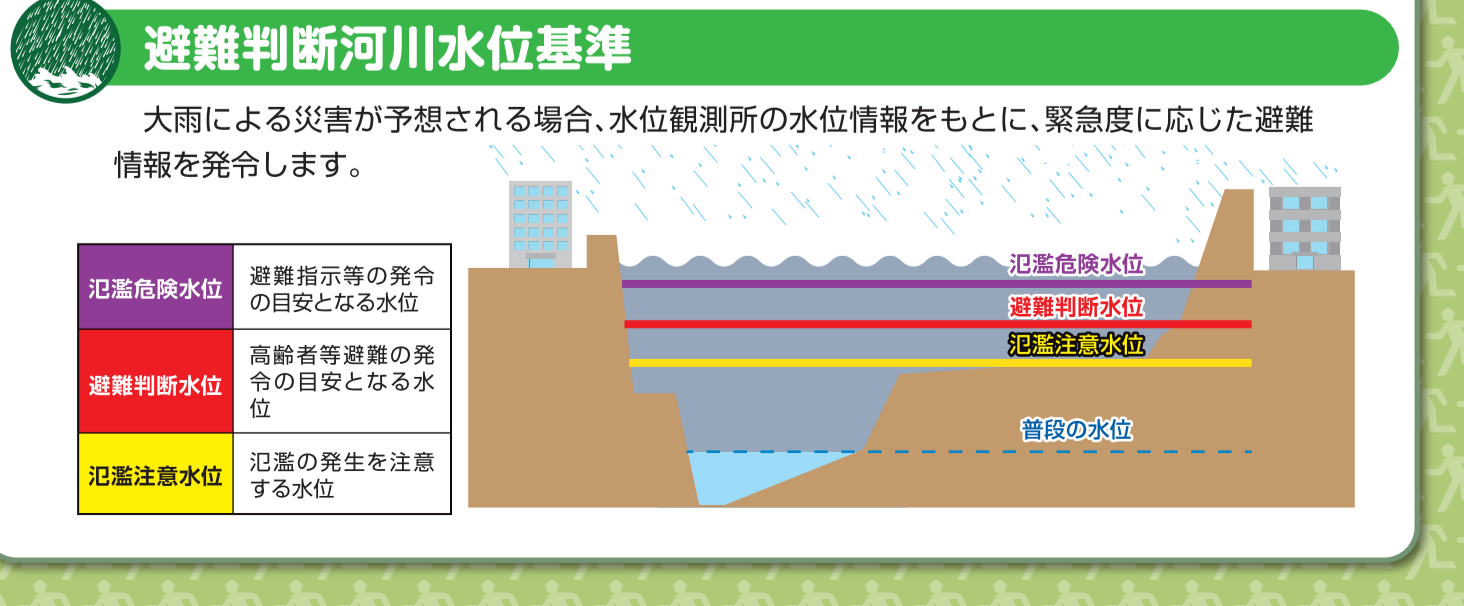 避難判断河川水位基準
大雨による災害が予想される場合、水位観測所の水位情報をもとに、緊急度に応じた避難
情報を発令します。
氾濫危険水位
避難指示等の発令
の目安となる水位
避難判断水位
高齢者等避難の発
令の目安となる水
位
氾濫注意水位
氾濫の発生を注意
する水位
氾濫危険水位
避難判断水位
氾濫注意水位
普段の水位